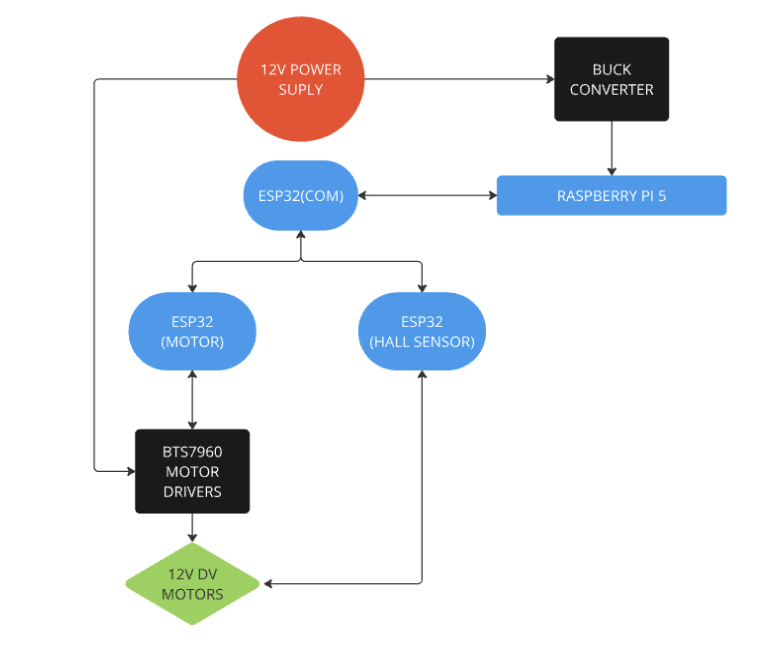 12V POWER
SUPLY
BUCK
CONVERTER
ESP32(COM)
RASPBERRY PI 5
ESP32
(MOTOR)
ESP32
(HALL SENSOR)
BTS7960
MOTOR
DRIVERS
12V DV
MOTORS